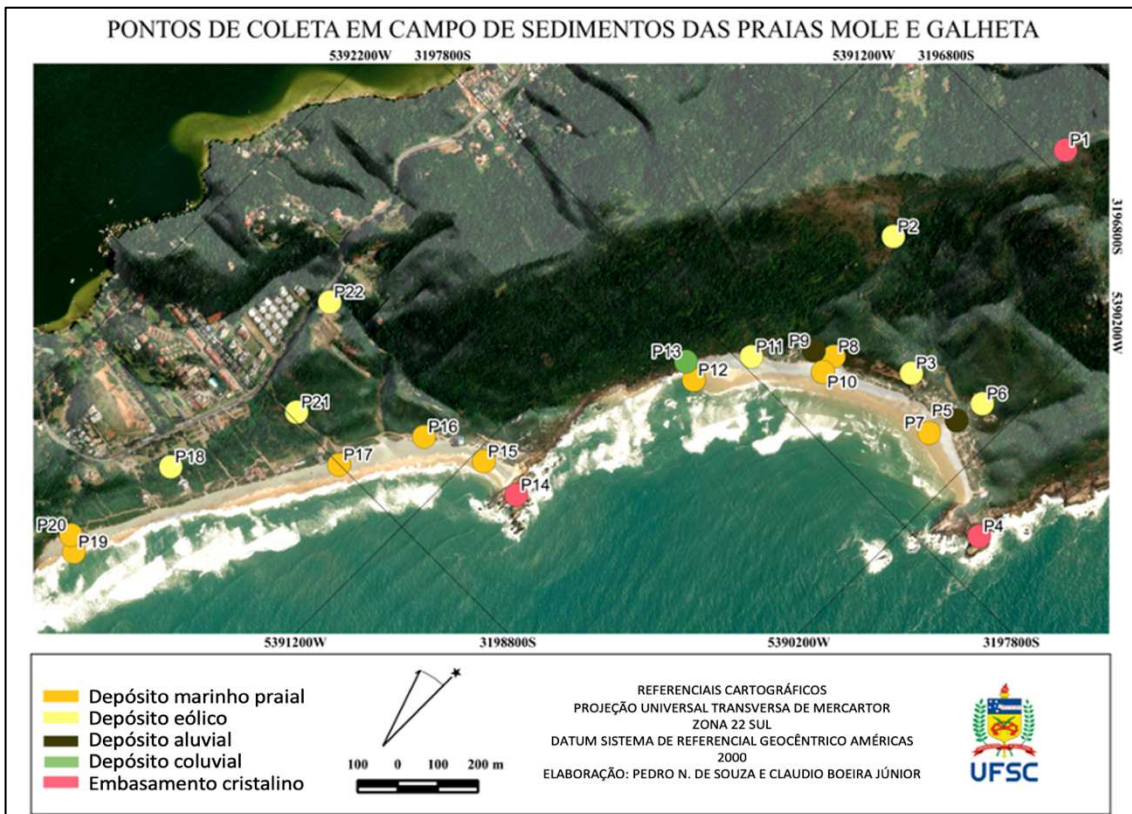 PONTOS DE COLETA EM CAMPO DE SEDIMENTOS DAS PRAIAS MOLE E GALHETA
5392200W 3197800S 5391200W 3196800S
P1
3196800S
P2
5390200W
P22
P13 P11 P9 P8
P12 P10 P3
P21 P6
P16 P7 P5
P18 P17 P15
P14
P20 P4
P19
5391200W 3198800S 5390200W 3197800S
Depósito marinho praial
Depósito eólico
Depósito aluvial
Depósito coluvial
Embasamento cristalino
100 0 100 200 m
REFERENCIAIS CARTOGRÁFICOS
PROJEÇÃO UNIVERSAL TRANSVERSA DE MERCARTOR
ZONA 22 SUL
DATUM SISTEMA DE REFERENCIAL GEOCÊNTRICO AMÉRICAS
2000
ELABORAÇÃO: PEDRO N. DE SOUZA E CLAUDIO BOEIRA JÚNIOR
UFSC